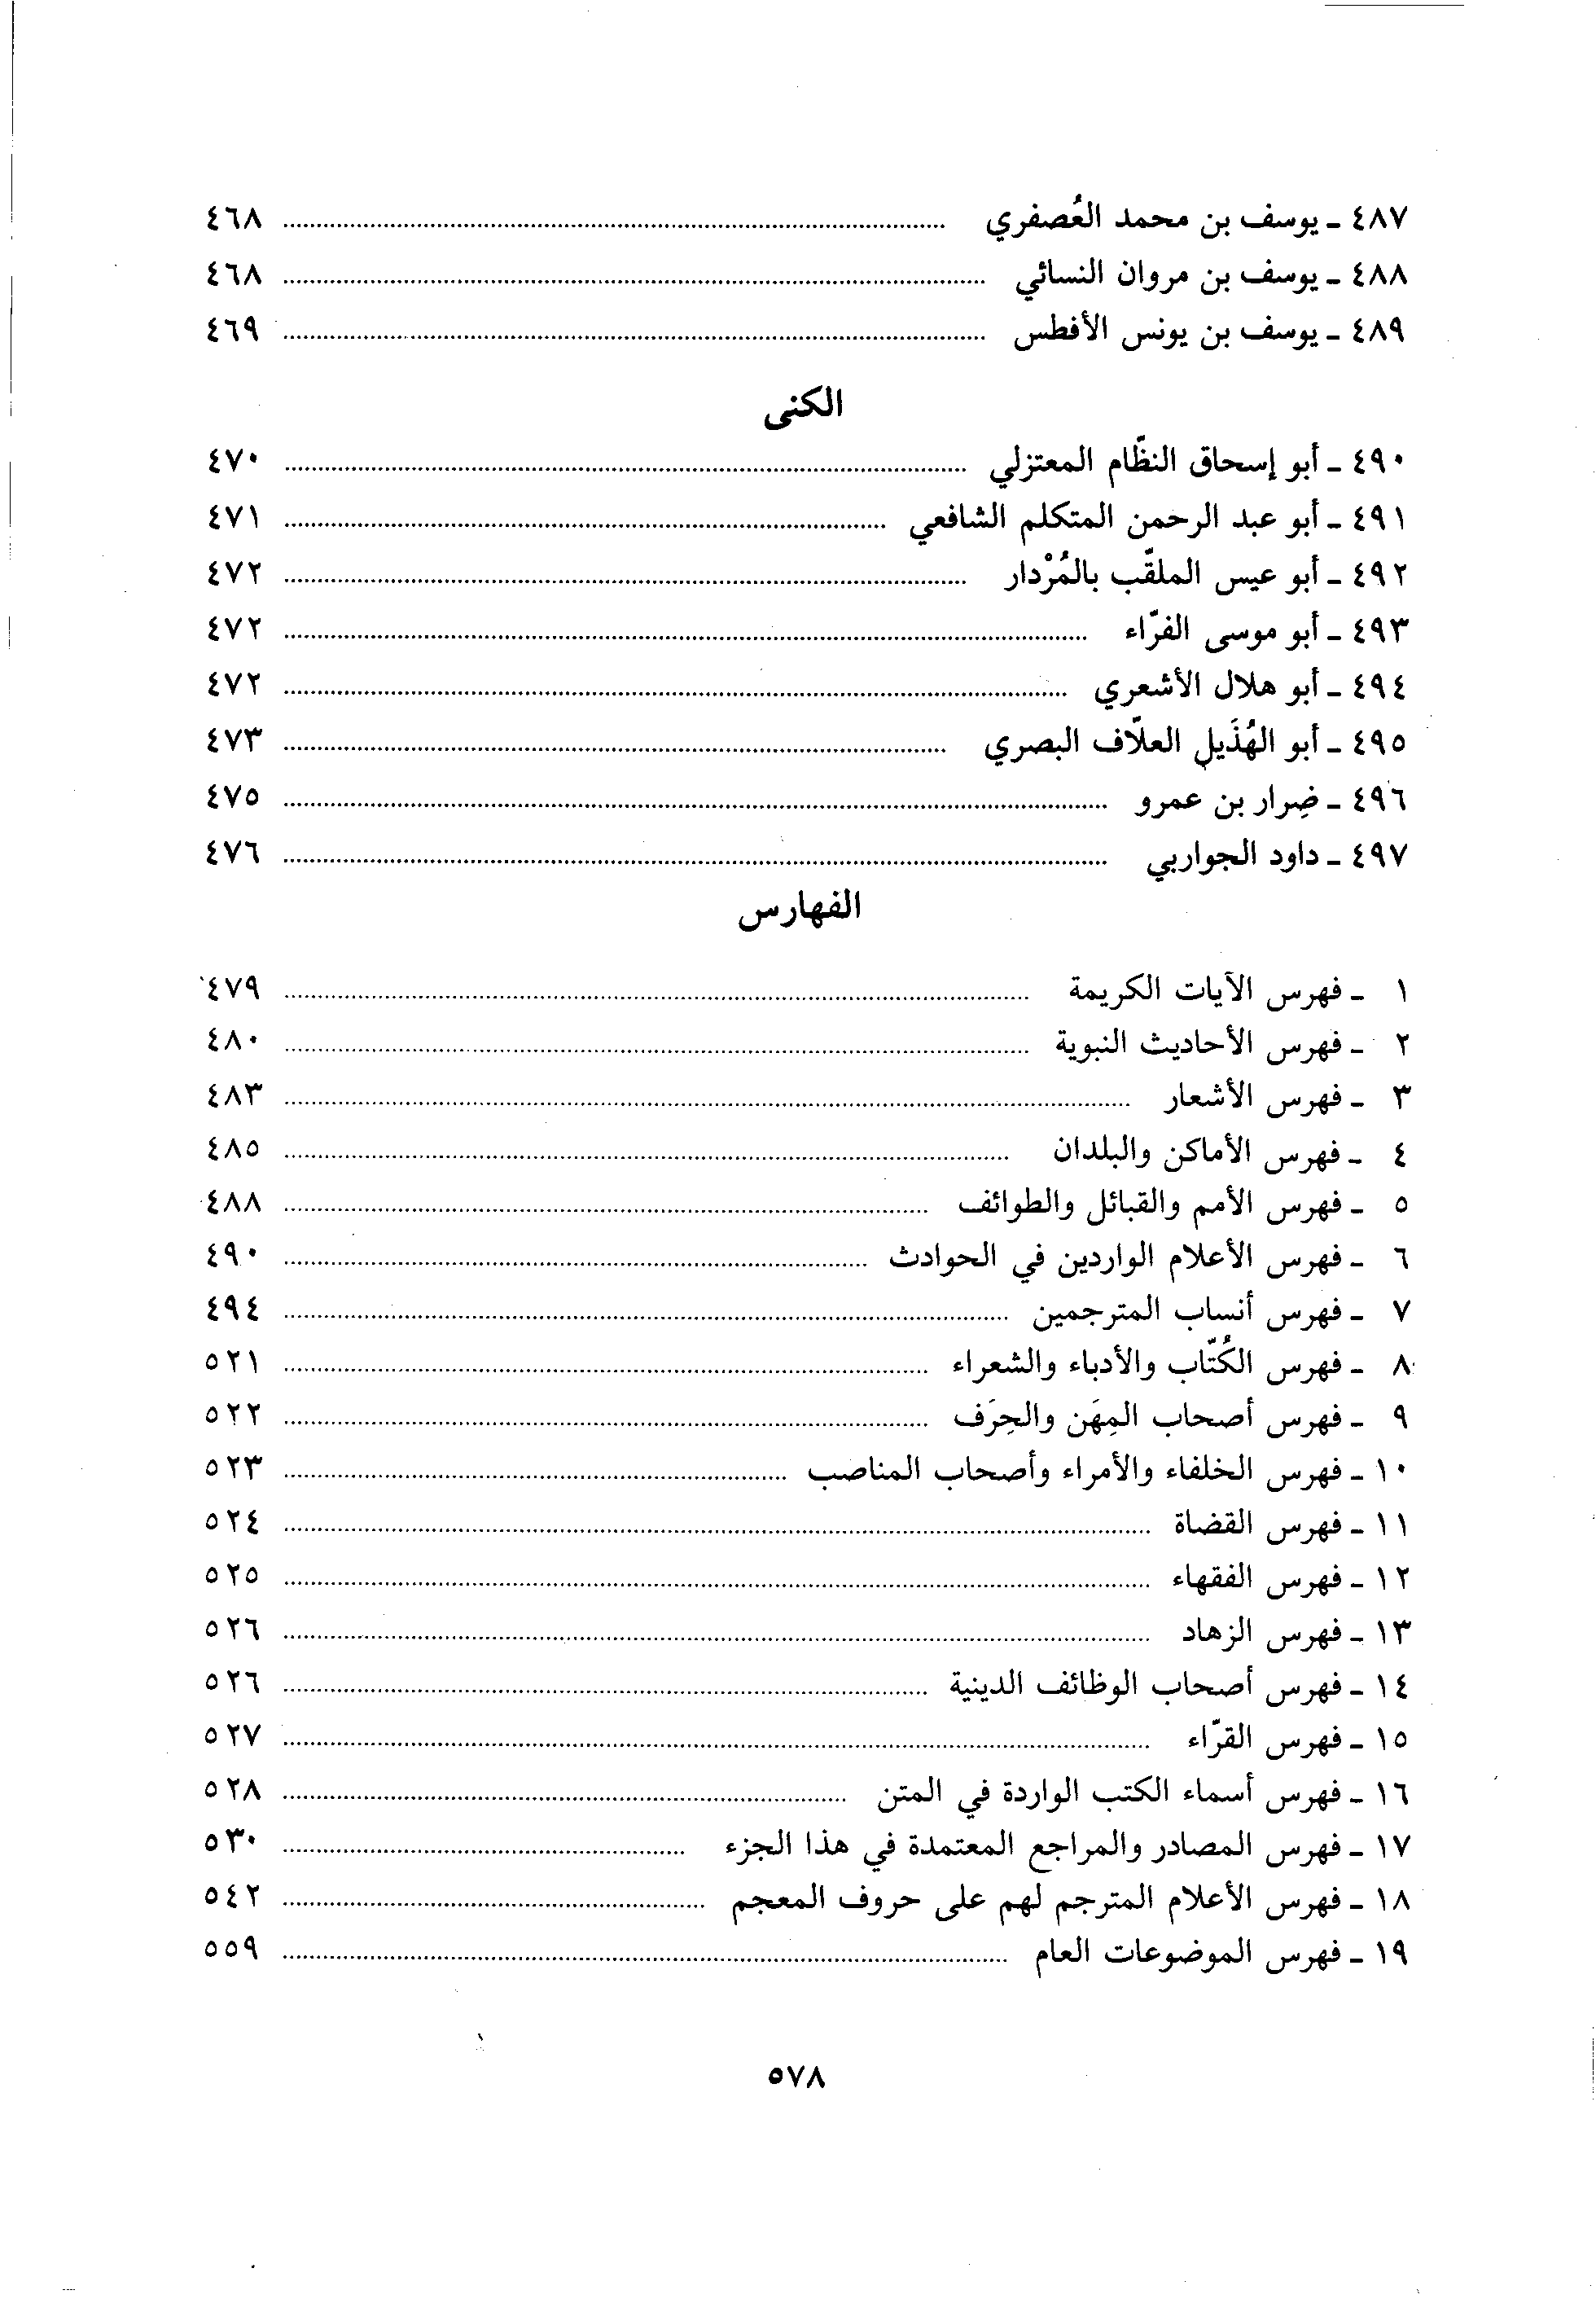 ٤٨٧ ـ يوسف بن محمد العُصفري ........ ٤٦٨
٤٨٨ ـ يوسف بن مروان النسائي ........ ٤٦٨
٤٨٩ ـ يوسف بن يونس الأفطس ........ ٤٦٩
الكنى
٤٩٠ ـ أبو إسحاق النظّام المعتزلي ........ ٤٧٠
٤٩١ ـ أبو عبد الرحمن المتكلم الشافعي ........ ٤٧١
٤٩٢ ـ أبو عيس الملقّب بالمُرْدار ........ ٤٧٢
٤٩٣ ـ أبو موسى الفرّاء ........ ٤٧٢
٤٩٤ ـ أبو هلال الأشعري ........ ٤٧٢
٤٩٥ ـ أبو الهُذَيل العلّاف البصري ........ ٤٧٣
٤٩٦ ـ ضِرار بن عمرو ........ ٤٧٥
٤٩٧ ـ داود الجواربي ........ ٤٧٦
الفهارس
١ ـ فهرس الآيات الكريمة ........ ٤٧٩
٢ ـ فهرس الأحاديث النبوية ........ ٤٨٠
٣ ـ فهرس الأشعار ........ ٤٨٣
٤ ـ فهرس الأماكن والبلدان ........ ٤٨٥
٥ ـ فهرس الأمم والقبائل والطوائف ........ ٤٨٨
٦ ـ فهرس الأعلام الواردين في الحوادث ........ ٤٩٠
٧ ـ فهرس أنساب المترجمين ........ ٤٩٤
٨ ـ فهرس الكُتّاب والأدباء والشعراء ........ ٥٢١
٩ ـ فهرس أصحاب المِهَن والحِرَف ........ ٥٢٢
١٠ ـ فهرس الخلفاء والأمراء وأصحاب المناصب ........ ٥٢٣
١١ ـ فهرس القضاة ........ ٥٢٤
١٢ ـ فهرس الفقهاء ........ ٥٢٥
١٣ ـ فهرس الزهاد ........ ٥٢٦
١٤ ـ فهرس أصحاب الوظائف الدينية ........ ٥٢٦
١٥ ـ فهرس القرّاء ........ ٥٢٧
١٦ ـ فهرس أسماء الكتب الواردة في المتن ........ ٥٢٨
١٧ ـ فهرس المصادر والمراجع المعتمدة في هذا الجزء ........ ٥٣٠
١٨ ـ فهرس الأعلام المترجم لهم على حروف المعجم ........ ٥٤٢
١٩ ـ فهرس الموضوعات العام ........ ٥٥٩
٥٧٨